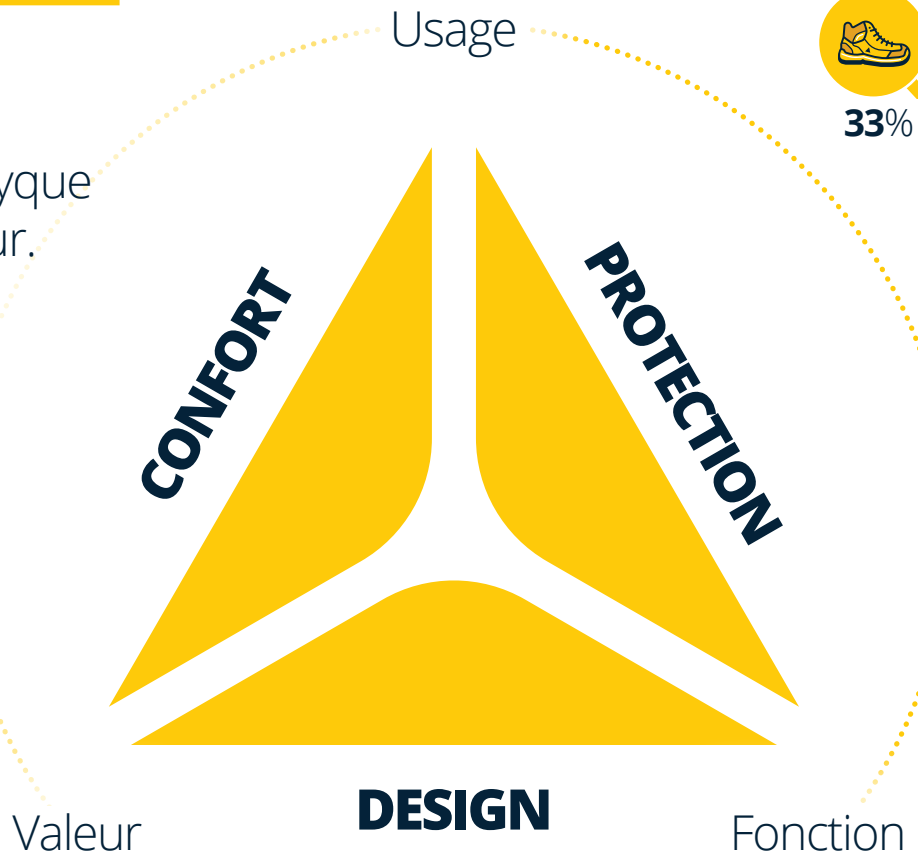 Usage
33%
yque
ur.
CONFORT
PROTECTION
DESIGN
Valeur
Fonction